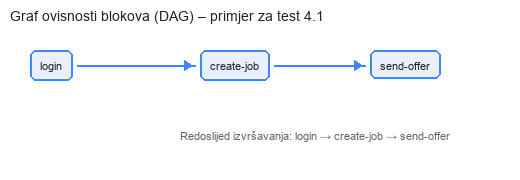 Graf ovisnosti blokova (DAG) – primjer za test 4.1
login
create-job
send-offer
Redoslijed izvršavanja: login → create-job → send-offer